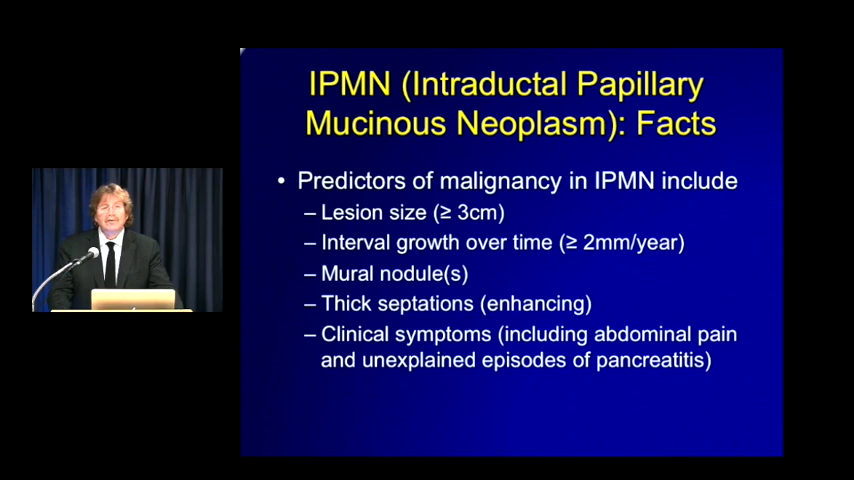 IPMN (Intraductal Papillary
Mucinous Neoplasm): Facts
• Predictors of malignancy in IPMN include
– Lesion size (≥ 3cm)
– Interval growth over time (≥ 2mm/year)
– Mural nodule(s)
– Thick septations (enhancing)
– Clinical symptoms (including abdominal pain
and unexplained episodes of pancreatitis)